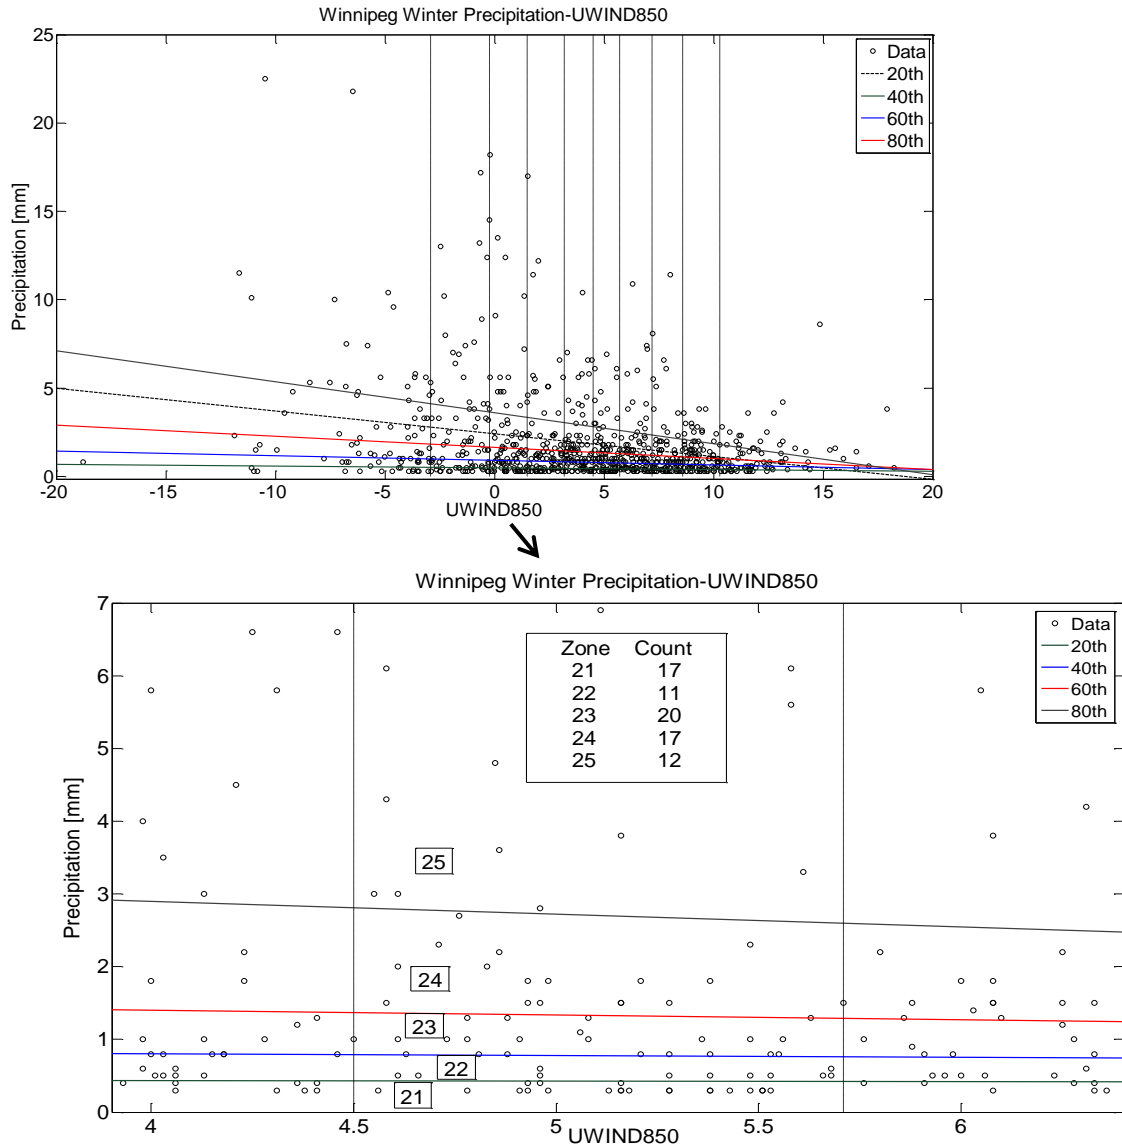 Winnipeg Winter Precipitation-UWIND850
25
20
15
10
5
0
Precipitation [mm]
-20 -15 -10 -5 0 5 10 15 20
UWIND850
Data
20th
40th
60th
80th
Winnipeg Winter Precipitation-UWIND850
7
6
5
4
3
2
1
0
Precipitation [mm]
4 4.5 5 5.5 6
UWIND850
Data
20th
40th
60th
80th
Zone Count
21 17
22 11
23 20
24 17
25 12
25
24
23
22
21